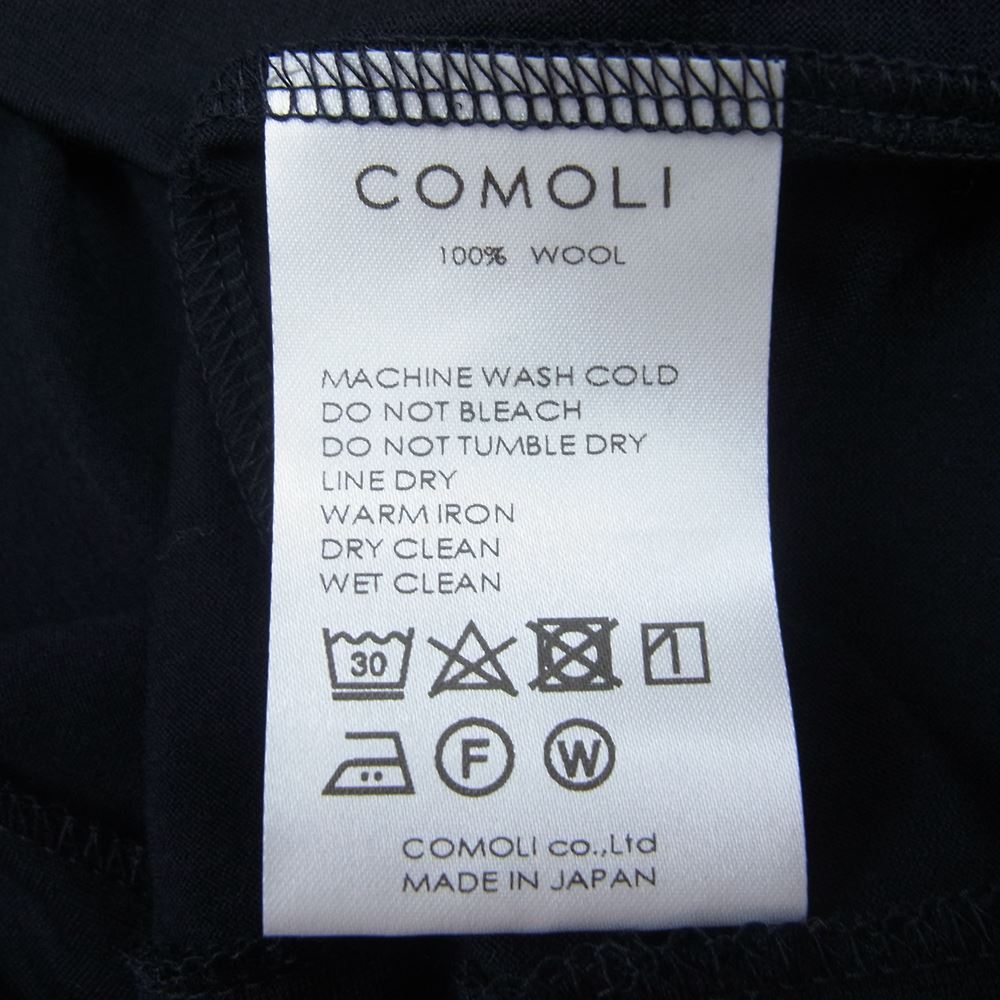 COMOLI
100% WOOL
MACHINE WASH COLD
DO NOT BLEACH
DO NOT TUMBLE DRY
LINE DRY
WARM IRON
DRY CLEAN
WET CLEAN
30
F W
COMOLI co.,Ltd
MADE IN JAPAN